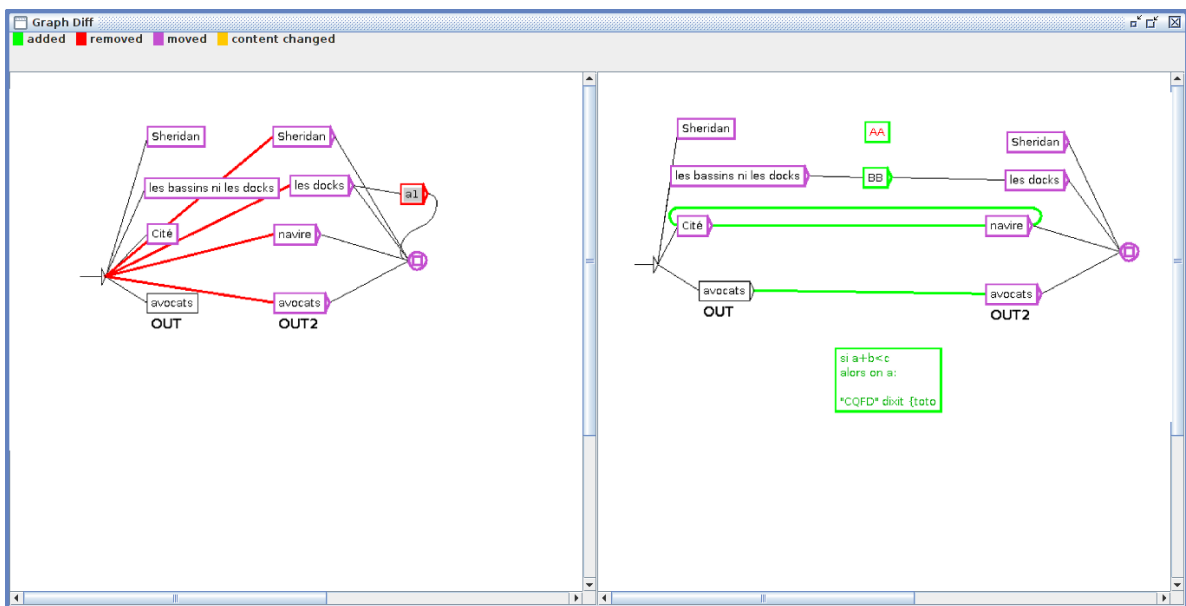 Graph Diff
added removed moved content changed
Sheridan Sheridan
les bassins ni les docks les docks
a1
Cité navire
avocats avocats
OUT OUT2
Sheridan AA Sheridan
les bassins ni les docks BB les docks
Cité navire
avocats avocats
OUT OUT2
si a+b<c
alors on a:
"CQFD" dixit {toto